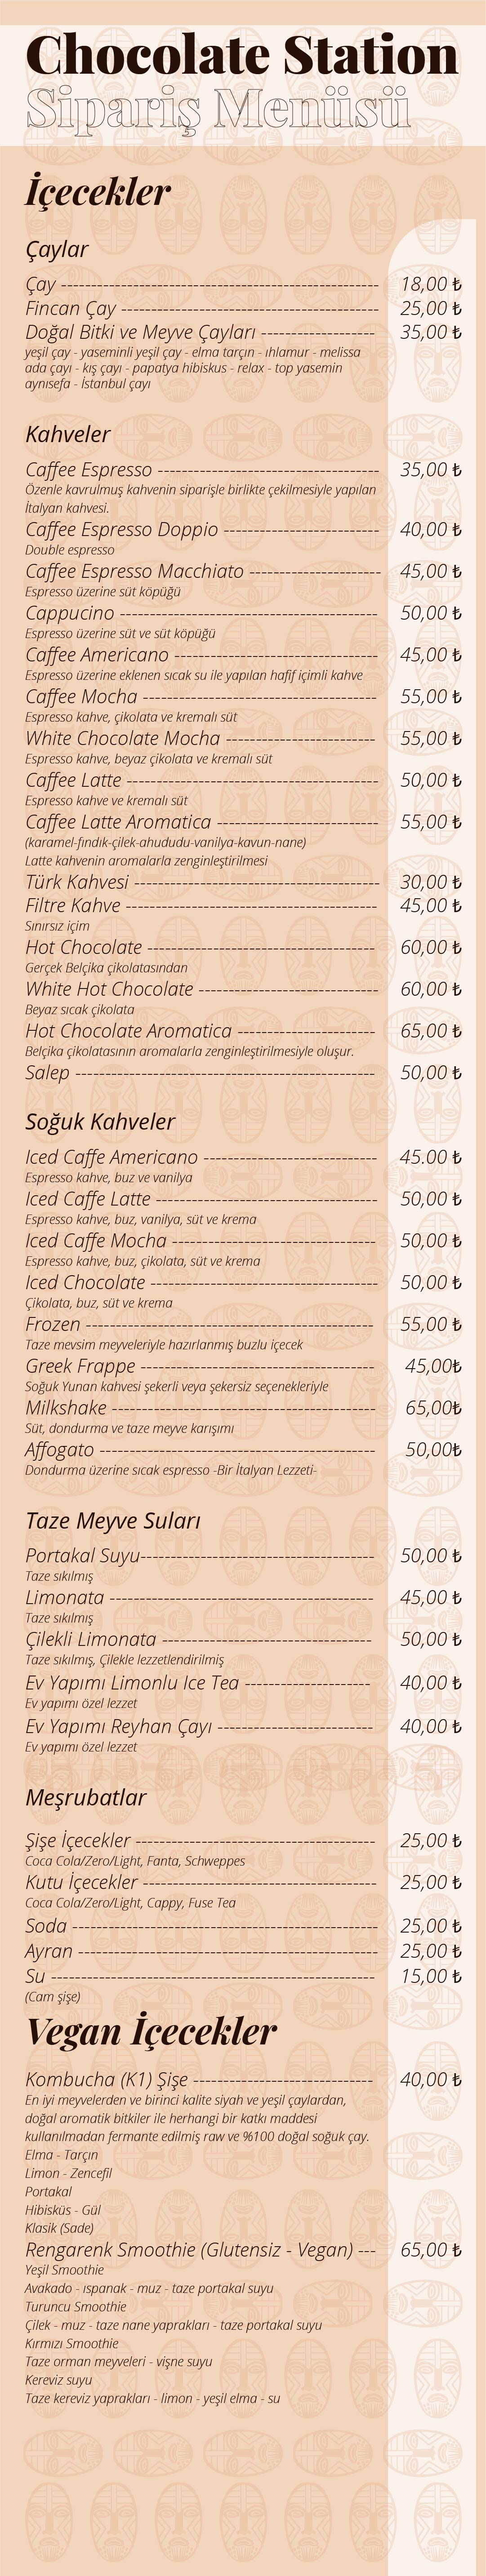 Chocolate Station
Sipariş Menüsü
İçecekler
Çaylar
Çay ---------------------------------------------------- 18,00 ₺
Fincan Çay ------------------------------------------ 25,00 ₺
Doğal Bitki ve Meyve Çayları ------------------- 35,00 ₺
yeşil çay - yaseminli yeşil çay - elma tarçın - ıhlamur - melissa
ada çayı - kış çayı - papatya hibiskus - relax - top yasemin
aynısefa - İstanbul çayı
Kahveler
Caffee Espresso ------------------------------------ 35,00 ₺
Özenle kavrulmuş kahvenin siparişle birlikte çekilmesiyle yapılan
İtalyan kahvesi.
Caffee Espresso Doppio ------------------------- 40,00 ₺
Double espresso
Caffee Espresso Macchiato --------------------- 45,00 ₺
Espresso üzerine süt köpüğü
Cappucino ------------------------------------------ 50,00 ₺
Espresso üzerine süt ve süt köpüğü
Caffee Americano --------------------------------- 45,00 ₺
Espresso üzerine eklenen sıcak su ile yapılan hafif içimli kahve
Caffee Mocha -------------------------------------- 55,00 ₺
Espresso kahve, çikolata ve kremalı süt
White Chocolate Mocha ------------------------ 55,00 ₺
Espresso kahve, beyaz çikolata ve kremalı süt
Caffee Latte ----------------------------------------- 50,00 ₺
Espresso kahve ve kremalı süt
Caffee Latte Aromatica -------------------------- 55,00 ₺
(karamel-fındık-çilek-ahududu-vanilya-kavun-nane)
Latte kahvenin aromalarla zenginleştirilmesi
Türk Kahvesi ---------------------------------------- 30,00 ₺
Filtre Kahve ----------------------------------------- 45,00 ₺
Sınırsız içim
Hot Chocolate ------------------------------------- 60,00 ₺
Gerçek Belçika çikolatasından
White Hot Chocolate ----------------------------- 60,00 ₺
Beyaz sıcak çikolata
Hot Chocolate Aromatica ---------------------- 65,00 ₺
Belçika çikolatasının aromalarla zenginleştirilmesiyle oluşur.
Salep ------------------------------------------------- 50,00 ₺
Soğuk Kahveler
Iced Caffe Americano ---------------------------- 45.00 ₺
Espresso kahve, buz ve vanilya
Iced Caffe Latte ------------------------------------ 50,00 ₺
Espresso kahve, buz, vanilya, süt ve krema
Iced Caffe Mocha --------------------------------- 50,00 ₺
Espresso kahve, buz, çikolata, süt ve krema
Iced Chocolate ------------------------------------- 50,00 ₺
Çikolata, buz, süt ve krema
Frozen ----------------------------------------------- 55,00 ₺
Taze mevsim meyveleriyle hazırlanmış buzlu içecek
Greek Frappe -------------------------------------- 45,00₺
Soğuk Yunan kahvesi şekerli veya şekersiz seçenekleriyle
Milkshake ------------------------------------------- 65,00₺
Süt, dondurma ve taze meyve karışımı
Affogato --------------------------------------------- 50,00₺
Dondurma üzerine sıcak espresso -Bir İtalyan Lezzeti-
Taze Meyve Suları
Portakal Suyu-------------------------------------- 50,00 ₺
Taze sıkılmış
Limonata ------------------------------------------- 45,00 ₺
Taze sıkılmış
Çilekli Limonata ---------------------------------- 50,00 ₺
Taze sıkılmış, Çilekle lezzetlendirilmiş
Ev Yapımı Limonlu Ice Tea -------------------- 40,00 ₺
Ev yapımı özel lezzet
Ev Yapımı Reyhan Çayı ------------------------- 40,00 ₺
Ev yapımı özel lezzet
Meşrubatlar
Şişe İçecekler --------------------------------------- 25,00 ₺
Coca Cola/Zero/Light, Fanta, Schweppes
Kutu İçecekler -------------------------------------- 25,00 ₺
Coca Cola/Zero/Light, Cappy, Fuse Tea
Soda -------------------------------------------------- 25,00 ₺
Ayran ------------------------------------------------- 25,00 ₺
Su ----------------------------------------------------- 15,00 ₺
(Cam şişe)
Vegan İçecekler
Kombucha (K1) Şişe ----------------------------- 40,00 ₺
En iyi meyvelerden ve birinci kalite siyah ve yeşil çaylardan,
doğal aromatik bitkiler ile herhangi bir katkı maddesi
kullanılmadan fermante edilmiş raw ve %100 doğal soğuk çay.
Elma - Tarçın
Limon - Zencefil
Portakal
Hibisküs - Gül
Klasik (Sade)
Rengarenk Smoothie (Glutensiz - Vegan) --- 65,00 ₺
Yeşil Smoothie
Avakado - ıspanak - muz - taze portakal suyu
Turuncu Smoothie
Çilek - muz - taze nane yaprakları - taze portakal suyu
Kırmızı Smoothie
Taze orman meyveleri - vişne suyu
Kereviz suyu
Taze kereviz yaprakları - limon - yeşil elma - su